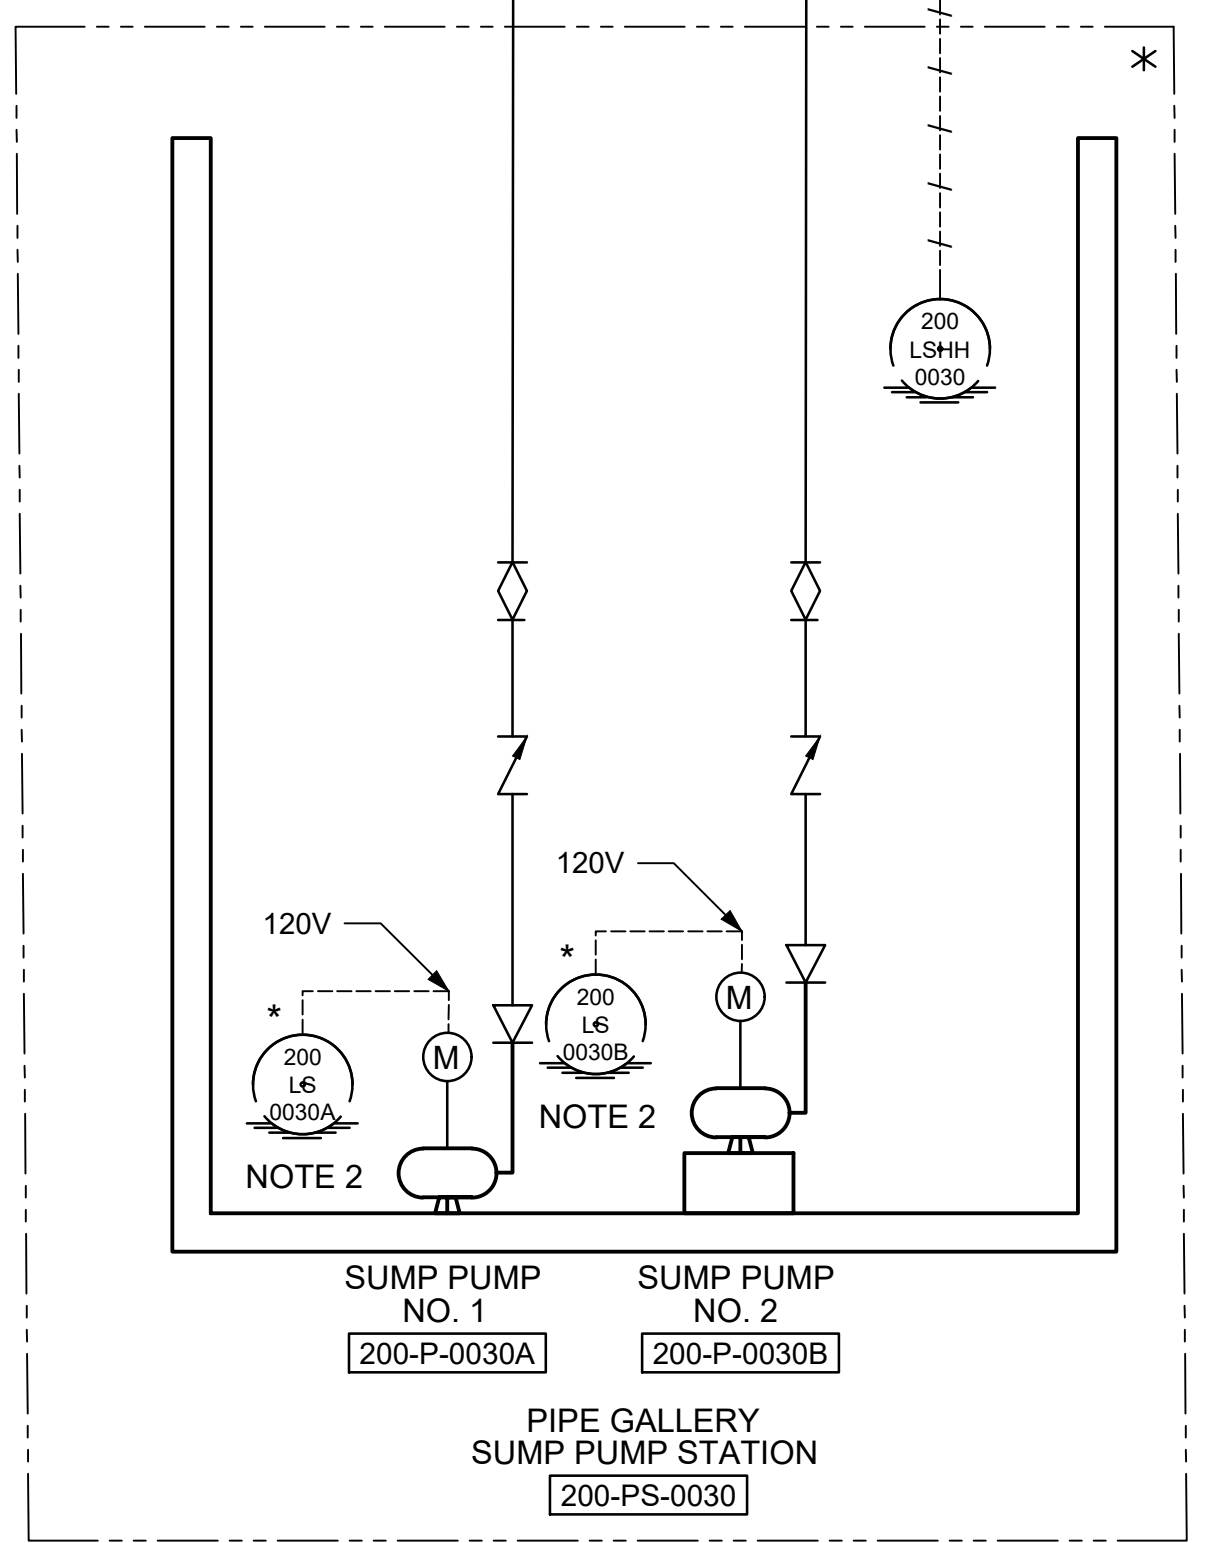 *
200
LSHH
0030
120V
120V
*
200
LS
0030B
M
NOTE 2
*
200
LS
0030A
M
NOTE 2
SUMP PUMP
NO. 1
200-P-0030A
SUMP PUMP
NO. 2
200-P-0030B
PIPE GALLERY
SUMP PUMP STATION
200-PS-0030